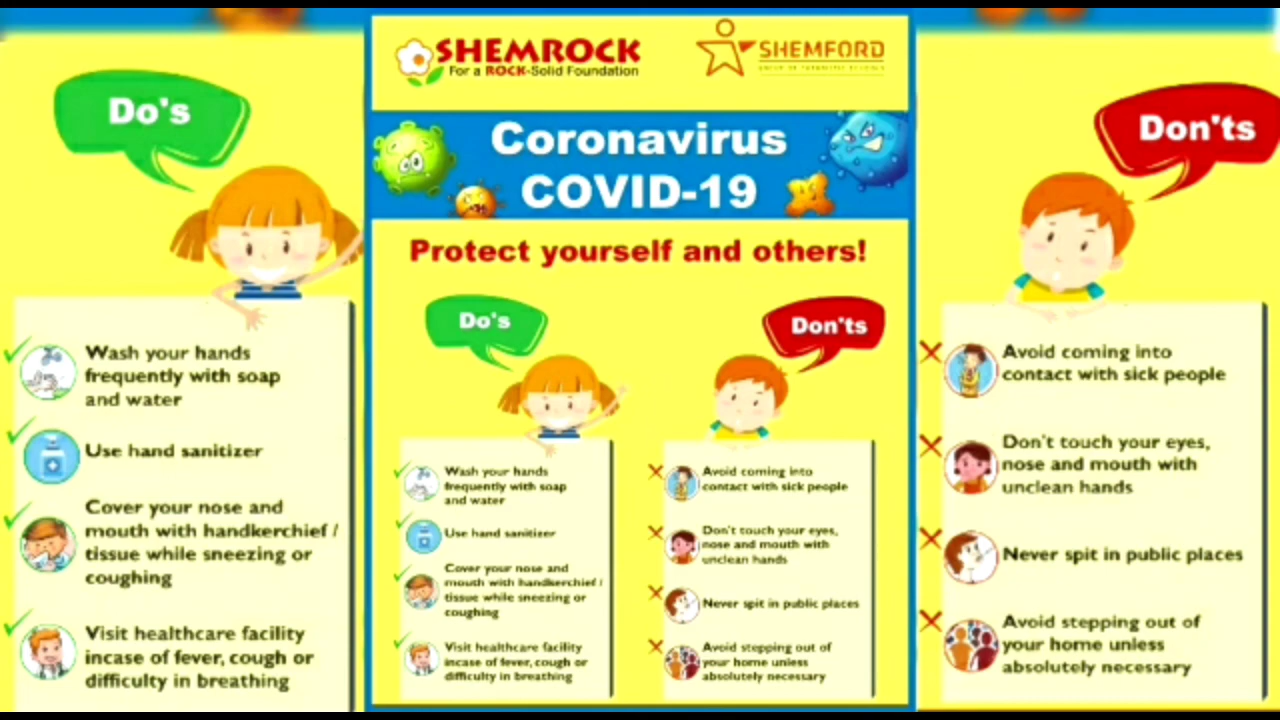 Do's
Wash your hands
frequently with soap
and water
Use hand sanitizer
Cover your nose and
mouth with handkerchief /
tissue while sneezing or
coughing
Visit healthcare facility
incase of fever, cough or
difficulty in breathing
SHEMROCK
For a ROCK-Solid Foundation
SHEMFORD
Coronavirus
COVID-19
Protect yourself and others!
Do's
Wash your hands
frequently with soap
and water
Use hand sanitizer
Cover your nose and
mouth with handkerchief /
tissue while sneezing or
coughing
Visit healthcare facility
incase of fever, cough or
difficulty in breathing
Don'ts
Avoid coming into
contact with sick people
Don't touch your eyes,
nose and mouth with
unclean hands
Never spit in public places
Avoid stepping out of
your home unless
absolutely necessary
Don'ts
Avoid coming into
contact with sick people
Don't touch your eyes,
nose and mouth with
unclean hands
Never spit in public places
Avoid stepping out of
your home unless
absolutely necessary